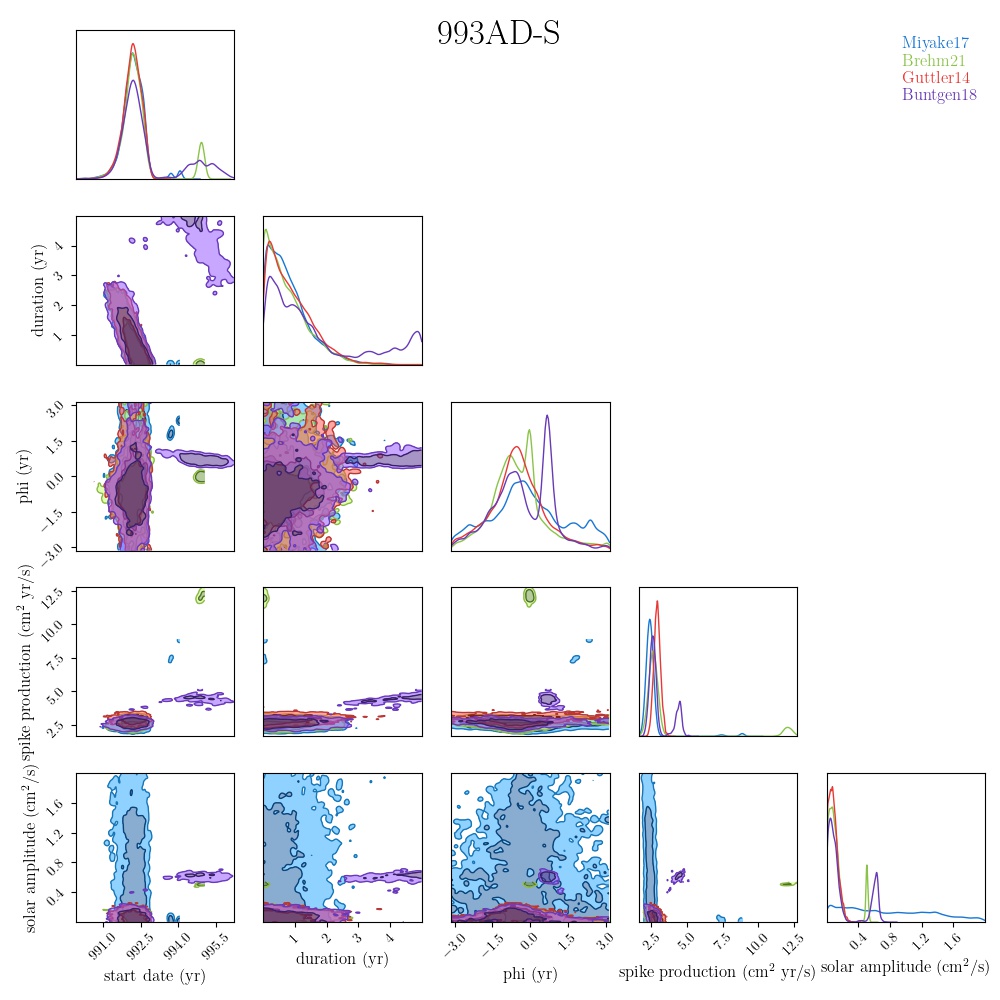 993AD-S
Miyake17
Brehm21
Guttler14
Buntgen18
duration (yr)
4
3
2
1
phi (yr)
3.0
1.5
0.0
−1.5
−3.0
spike production (cm² yr/s)
12.5
10.0
7.5
5.0
2.5
solar amplitude (cm²/s)
1.6
1.2
0.8
0.4
991.0 992.5 994.0 995.5
start date (yr)
1 2 3 4
duration (yr)
−3.0 −1.5 0.0 1.5 3.0
phi (yr)
2.5 5.0 7.5 10.0 12.5
spike production (cm² yr/s)
0.4 0.8 1.2 1.6
solar amplitude (cm²/s)